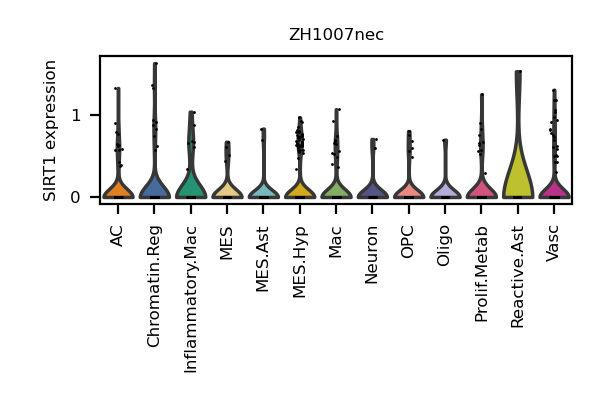 ZH1007nec
SIRT1 expression
1
0
AC
Chromatin.Reg
Inflammatory.Mac
MES
MES.Ast
MES.Hyp
Mac
Neuron
OPC
Oligo
Prolif.Metab
Reactive.Ast
Vasc